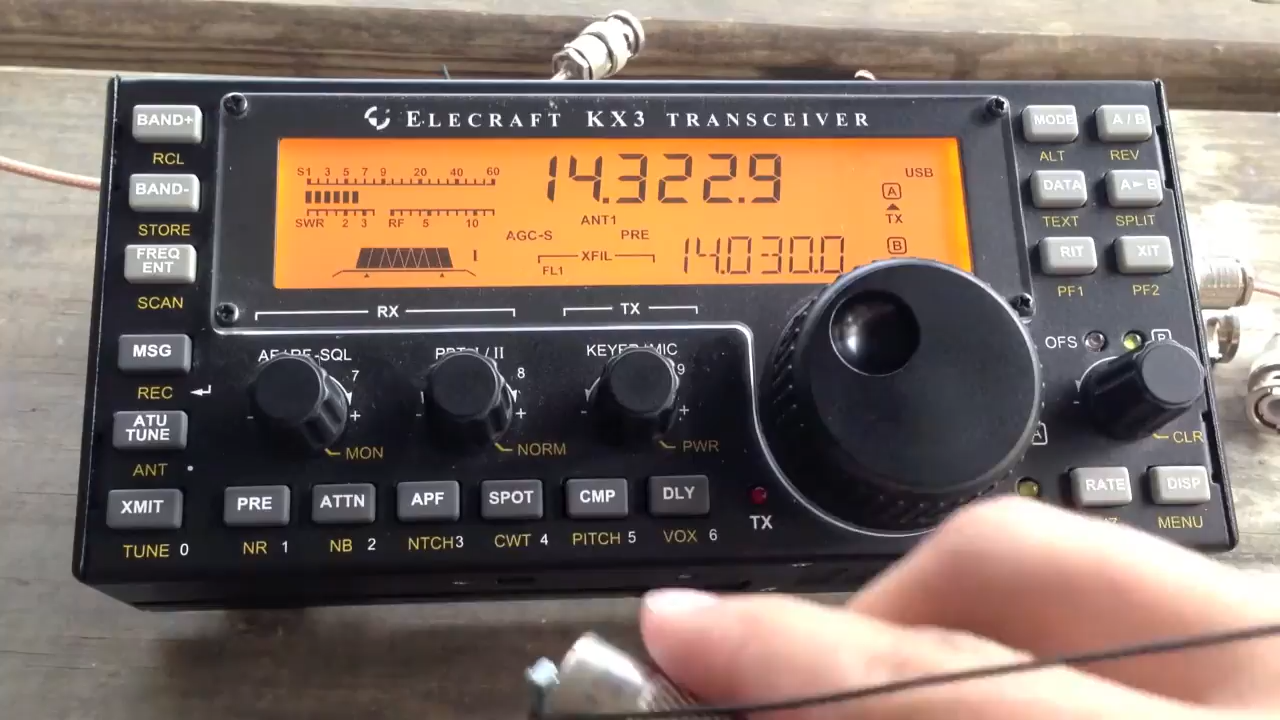 ELECRAFT KX3 TRANSCEIVER
BAND+
RCL
BAND-
STORE
FREQ
ENT
SCAN
MSG
REC
ATU
TUNE
ANT
XMIT
TUNE 0
S1 3 5 7 9 20 40 60
SWR 2 3 RF 5 10
14.322.9
USB
A
TX
ANT1
AGC-S PRE
XFIL
FL1
I
B
14.030.0
MODE
ALT
A / B
REV
DATA
TEXT
A►B
SPLIT
RIT
PF1
XIT
PF2
RX
TX
7
MON
8
NORM
KEYER/MIC
9
PWR
OFS
B
A
CLR
PRE
NR 1
ATTN
NB 2
APF
NTCH 3
SPOT
CWT 4
CMP
PITCH 5
DLY
VOX 6
TX
RATE
DISP
MENU